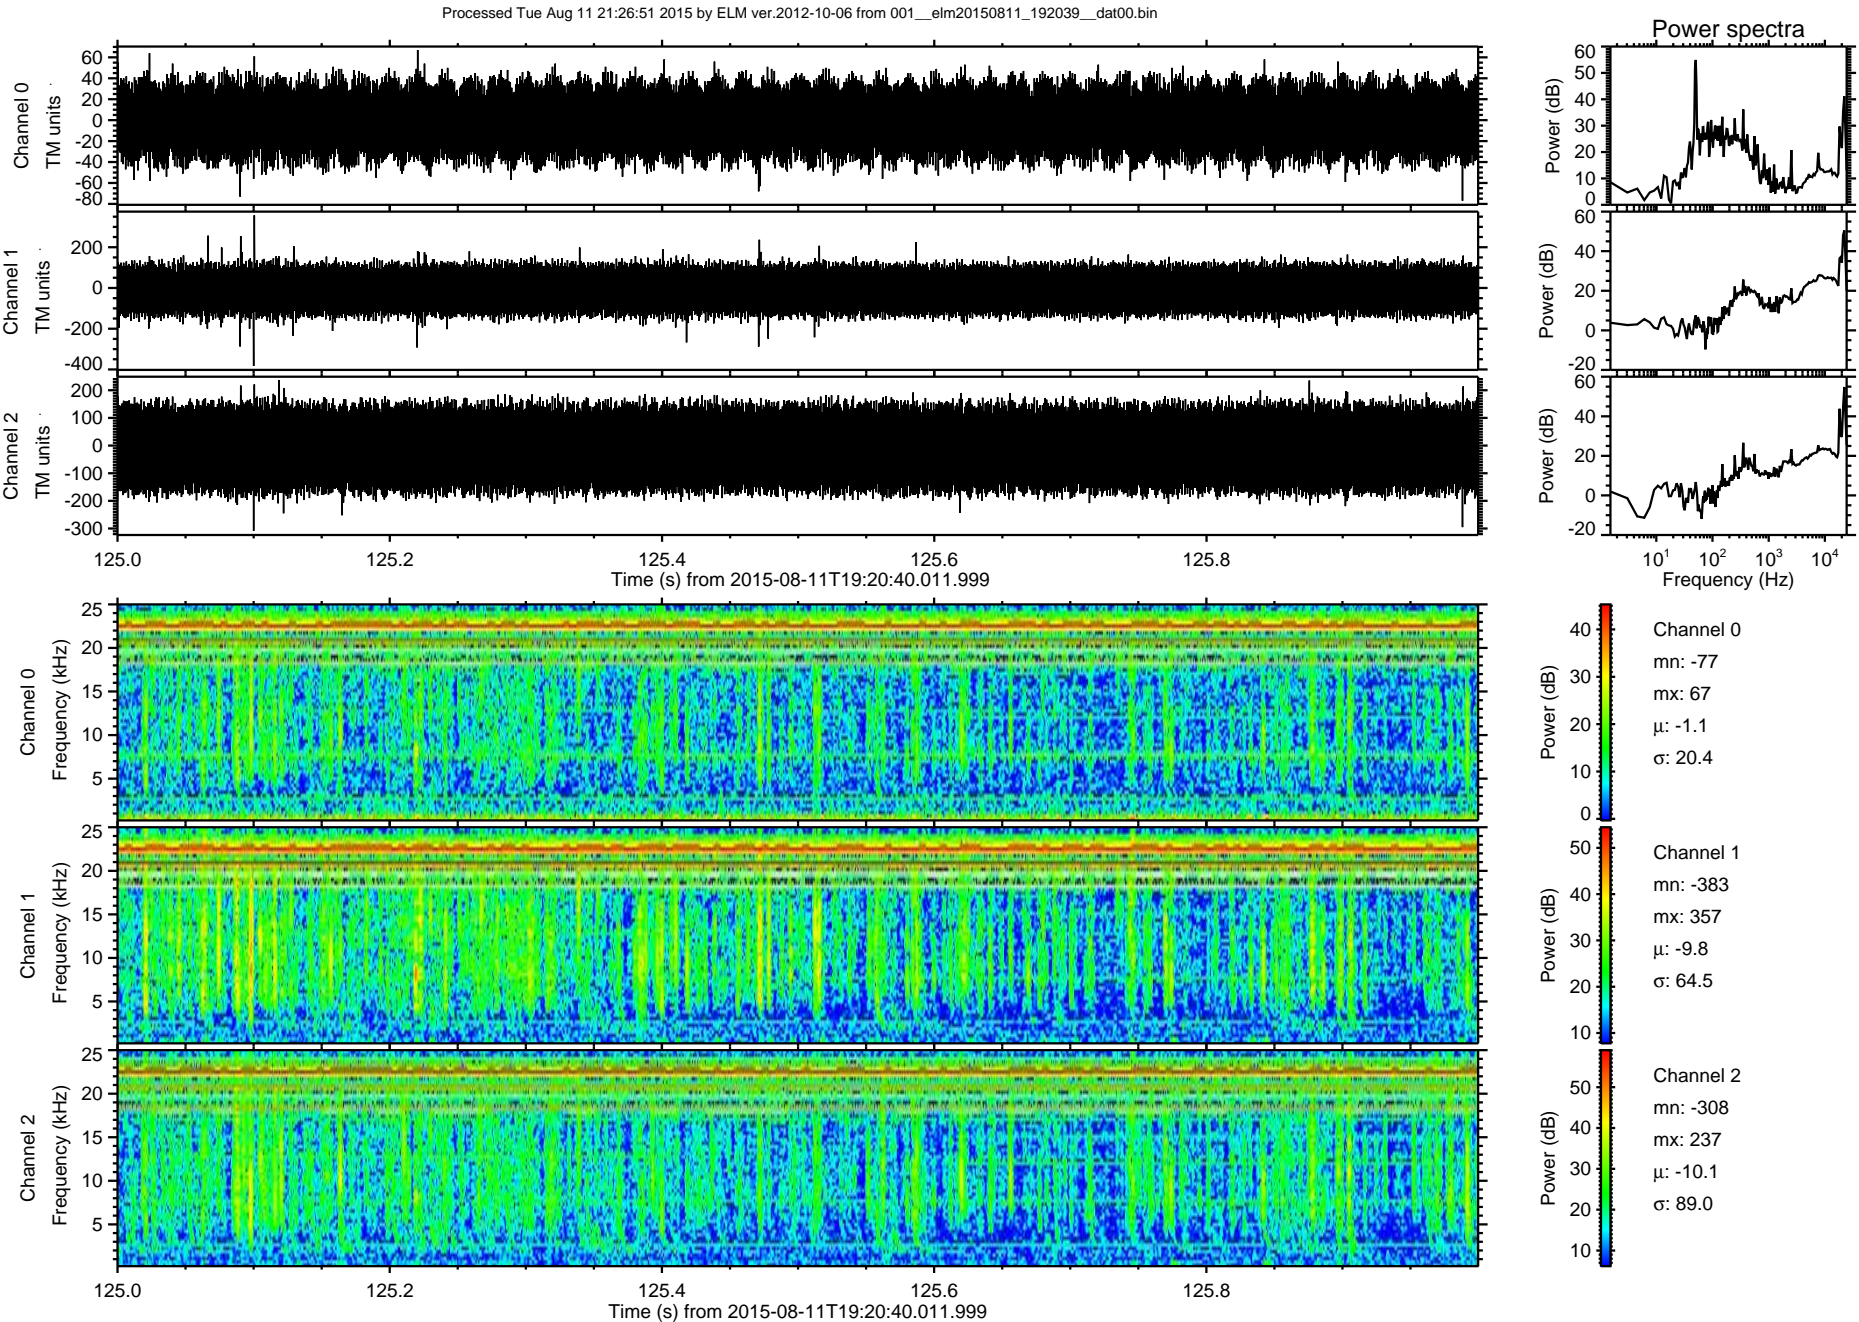 Processed Tue Aug 11 21:26:51 2015 by ELM ver.2012-10-06 from 001__elm20150811_192039__dat00.bin
Power spectra
Channel 0
TM units
60
40
20
0
-20
-40
-60
-80
Power (dB)
60
50
40
30
20
10
0
Channel 1
TM units
200
0
-200
-400
Power (dB)
60
40
20
0
-20
Channel 2
TM units
200
100
0
-100
-200
-300
Power (dB)
60
40
20
0
-20
125.0 125.2 125.4 125.6 125.8
Time (s) from 2015-08-11T19:20:40.011.999
10^1 10^2 10^3 10^4
Frequency (Hz)
Channel 0
Frequency (kHz)
25
20
15
10
5
Power (dB)
40
30
20
10
0
Channel 0
mn: -77
mx: 67
μ: -1.1
σ: 20.4
Channel 1
Frequency (kHz)
25
20
15
10
5
Power (dB)
50
40
30
20
10
Channel 1
mn: -383
mx: 357
μ: -9.8
σ: 64.5
Channel 2
Frequency (kHz)
25
20
15
10
5
Power (dB)
50
40
30
20
10
Channel 2
mn: -308
mx: 237
μ: -10.1
σ: 89.0
125.0 125.2 125.4 125.6 125.8
Time (s) from 2015-08-11T19:20:40.011.999